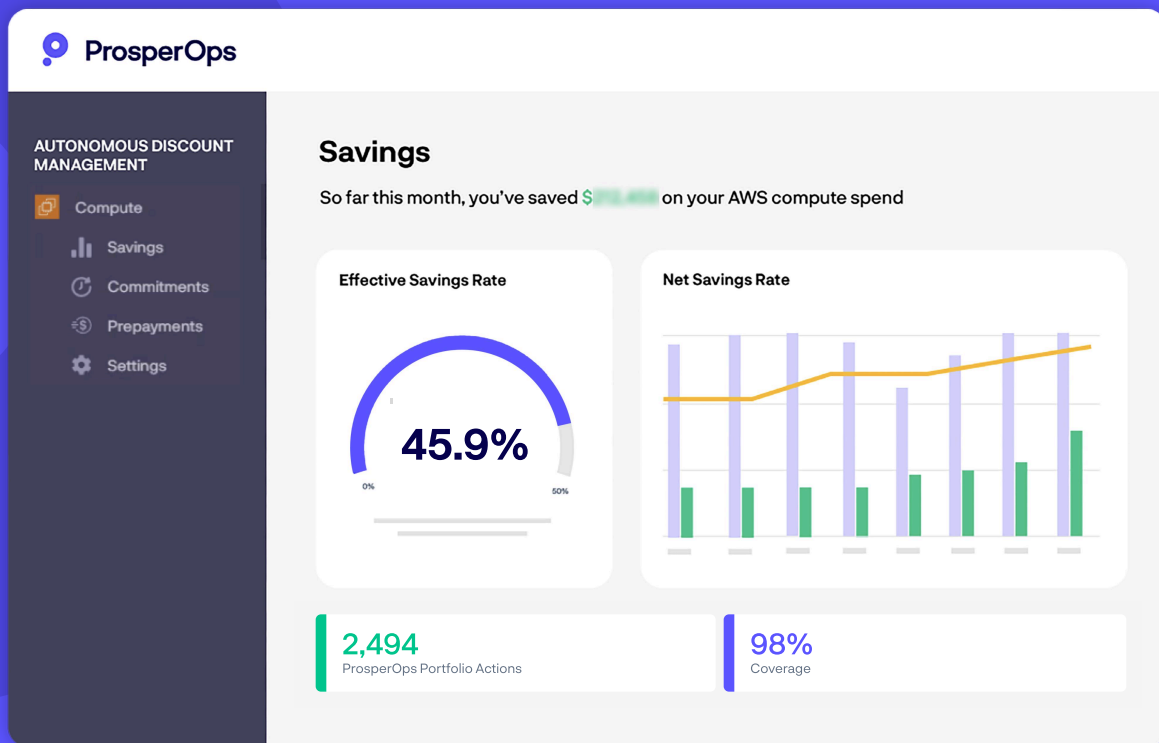 ProsperOps
AUTONOMOUS DISCOUNT
MANAGEMENT
Compute
Savings
Commitments
Prepayments
Settings
Savings
So far this month, you've saved $ on your AWS compute spend
Effective Savings Rate
45.9%
0%
50%
Net Savings Rate
2,494
ProsperOps Portfolio Actions
98%
Coverage